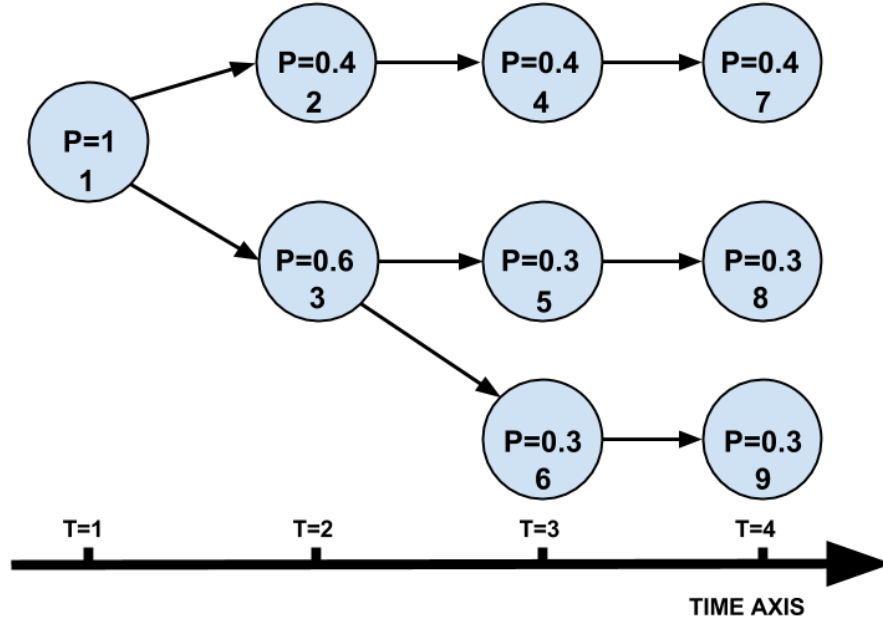 P=0.4
2
P=0.4
4
P=0.4
7
P=1
1
P=0.6
3
P=0.3
5
P=0.3
8
P=0.3
6
P=0.3
9
T=1
T=2
T=3
T=4
TIME AXIS